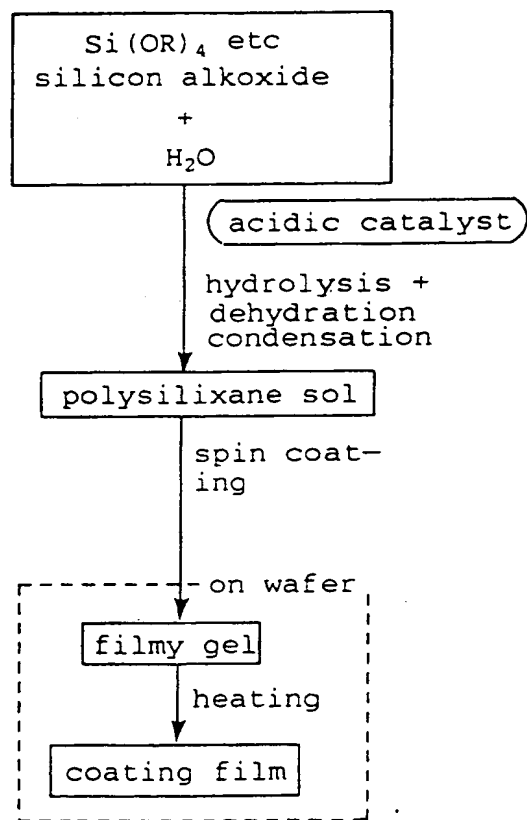 Si(OR)₄ etc
silicon alkoxide
+
H₂O
acidic catalyst
hydrolysis +
dehydration
condensation
polysilixane sol
spin coat—
ing
on wafer
filmy gel
heating
coating film